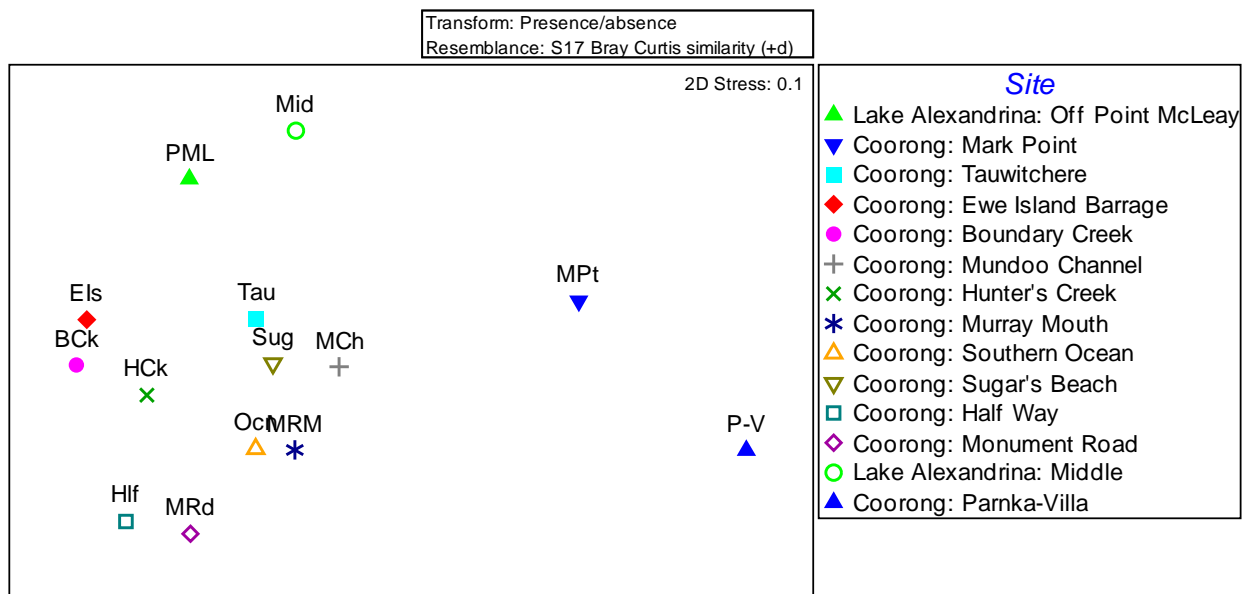 Transform: Presence/absence
Resemblance: S17 Bray Curtis similarity (+d)
2D Stress: 0.1
Mid
PML
MPt
EIs
Tau
BCk
Sug
MCh
HCk
Ocn
MRM
P-V
Hlf
MRd
Site
Lake Alexandrina: Off Point McLeay
Coorong: Mark Point
Coorong: Tauwitchere
Coorong: Ewe Island Barrage
Coorong: Boundary Creek
Coorong: Mundoo Channel
Coorong: Hunter's Creek
Coorong: Murray Mouth
Coorong: Southern Ocean
Coorong: Sugar's Beach
Coorong: Half Way
Coorong: Monument Road
Lake Alexandrina: Middle
Coorong: Parnka-Villa